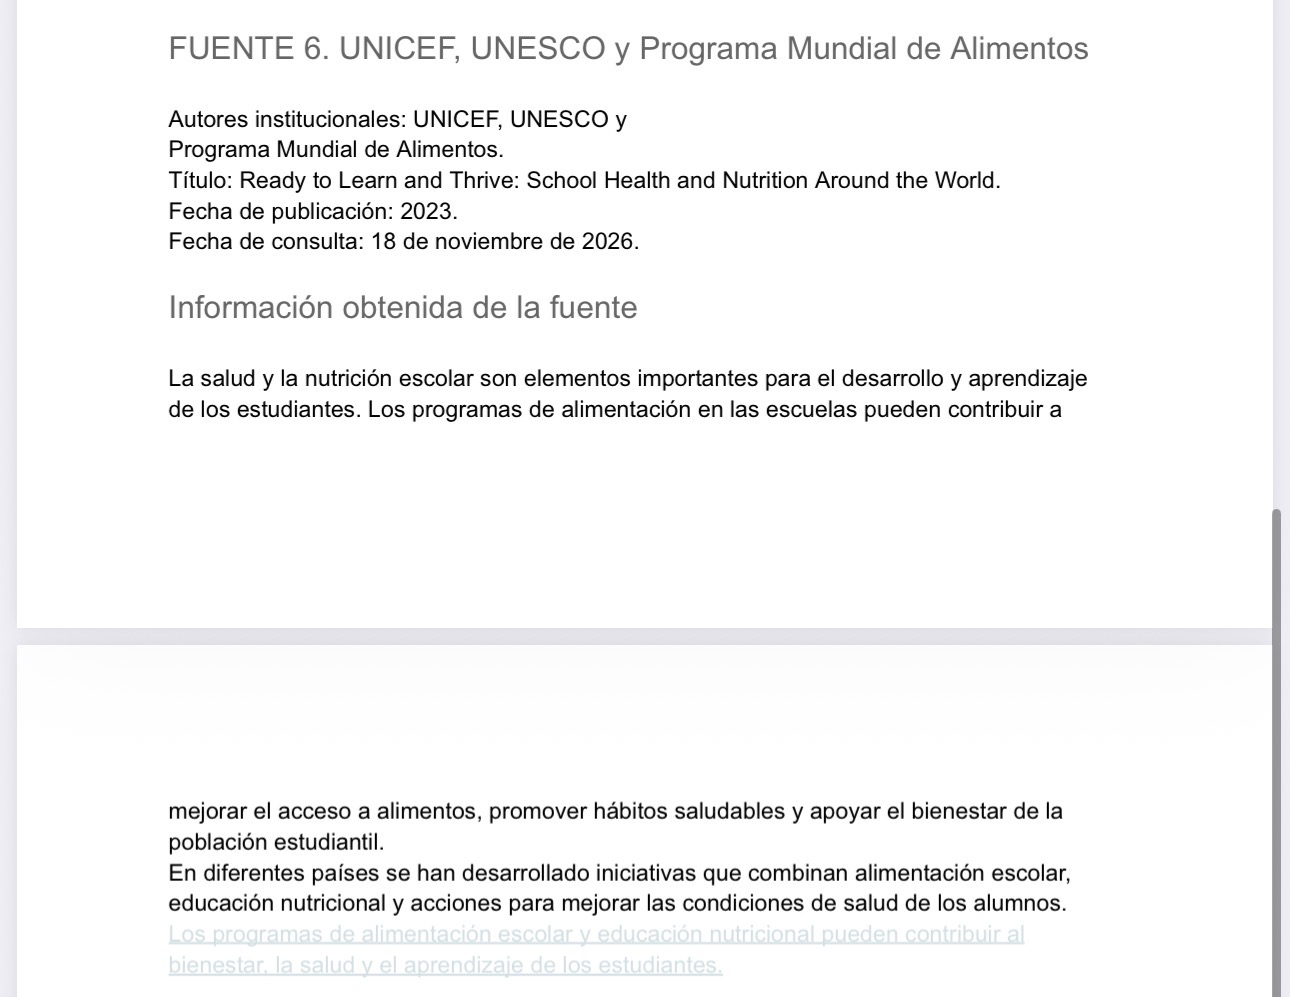 FUENTE 6. UNICEF, UNESCO y Programa Mundial de Alimentos
Autores institucionales: UNICEF, UNESCO y
Programa Mundial de Alimentos.
Título: Ready to Learn and Thrive: School Health and Nutrition Around the World.
Fecha de publicación: 2023.
Fecha de consulta: 18 de noviembre de 2026.
Información obtenida de la fuente
La salud y la nutrición escolar son elementos importantes para el desarrollo y aprendizaje
de los estudiantes. Los programas de alimentación en las escuelas pueden contribuir a
mejorar el acceso a alimentos, promover hábitos saludables y apoyar el bienestar de la
población estudiantil.
En diferentes países se han desarrollado iniciativas que combinan alimentación escolar,
educación nutricional y acciones para mejorar las condiciones de salud de los alumnos.
Los programas de alimentación escolar y educación nutricional pueden contribuir al
bienestar, la salud y el aprendizaje de los estudiantes.